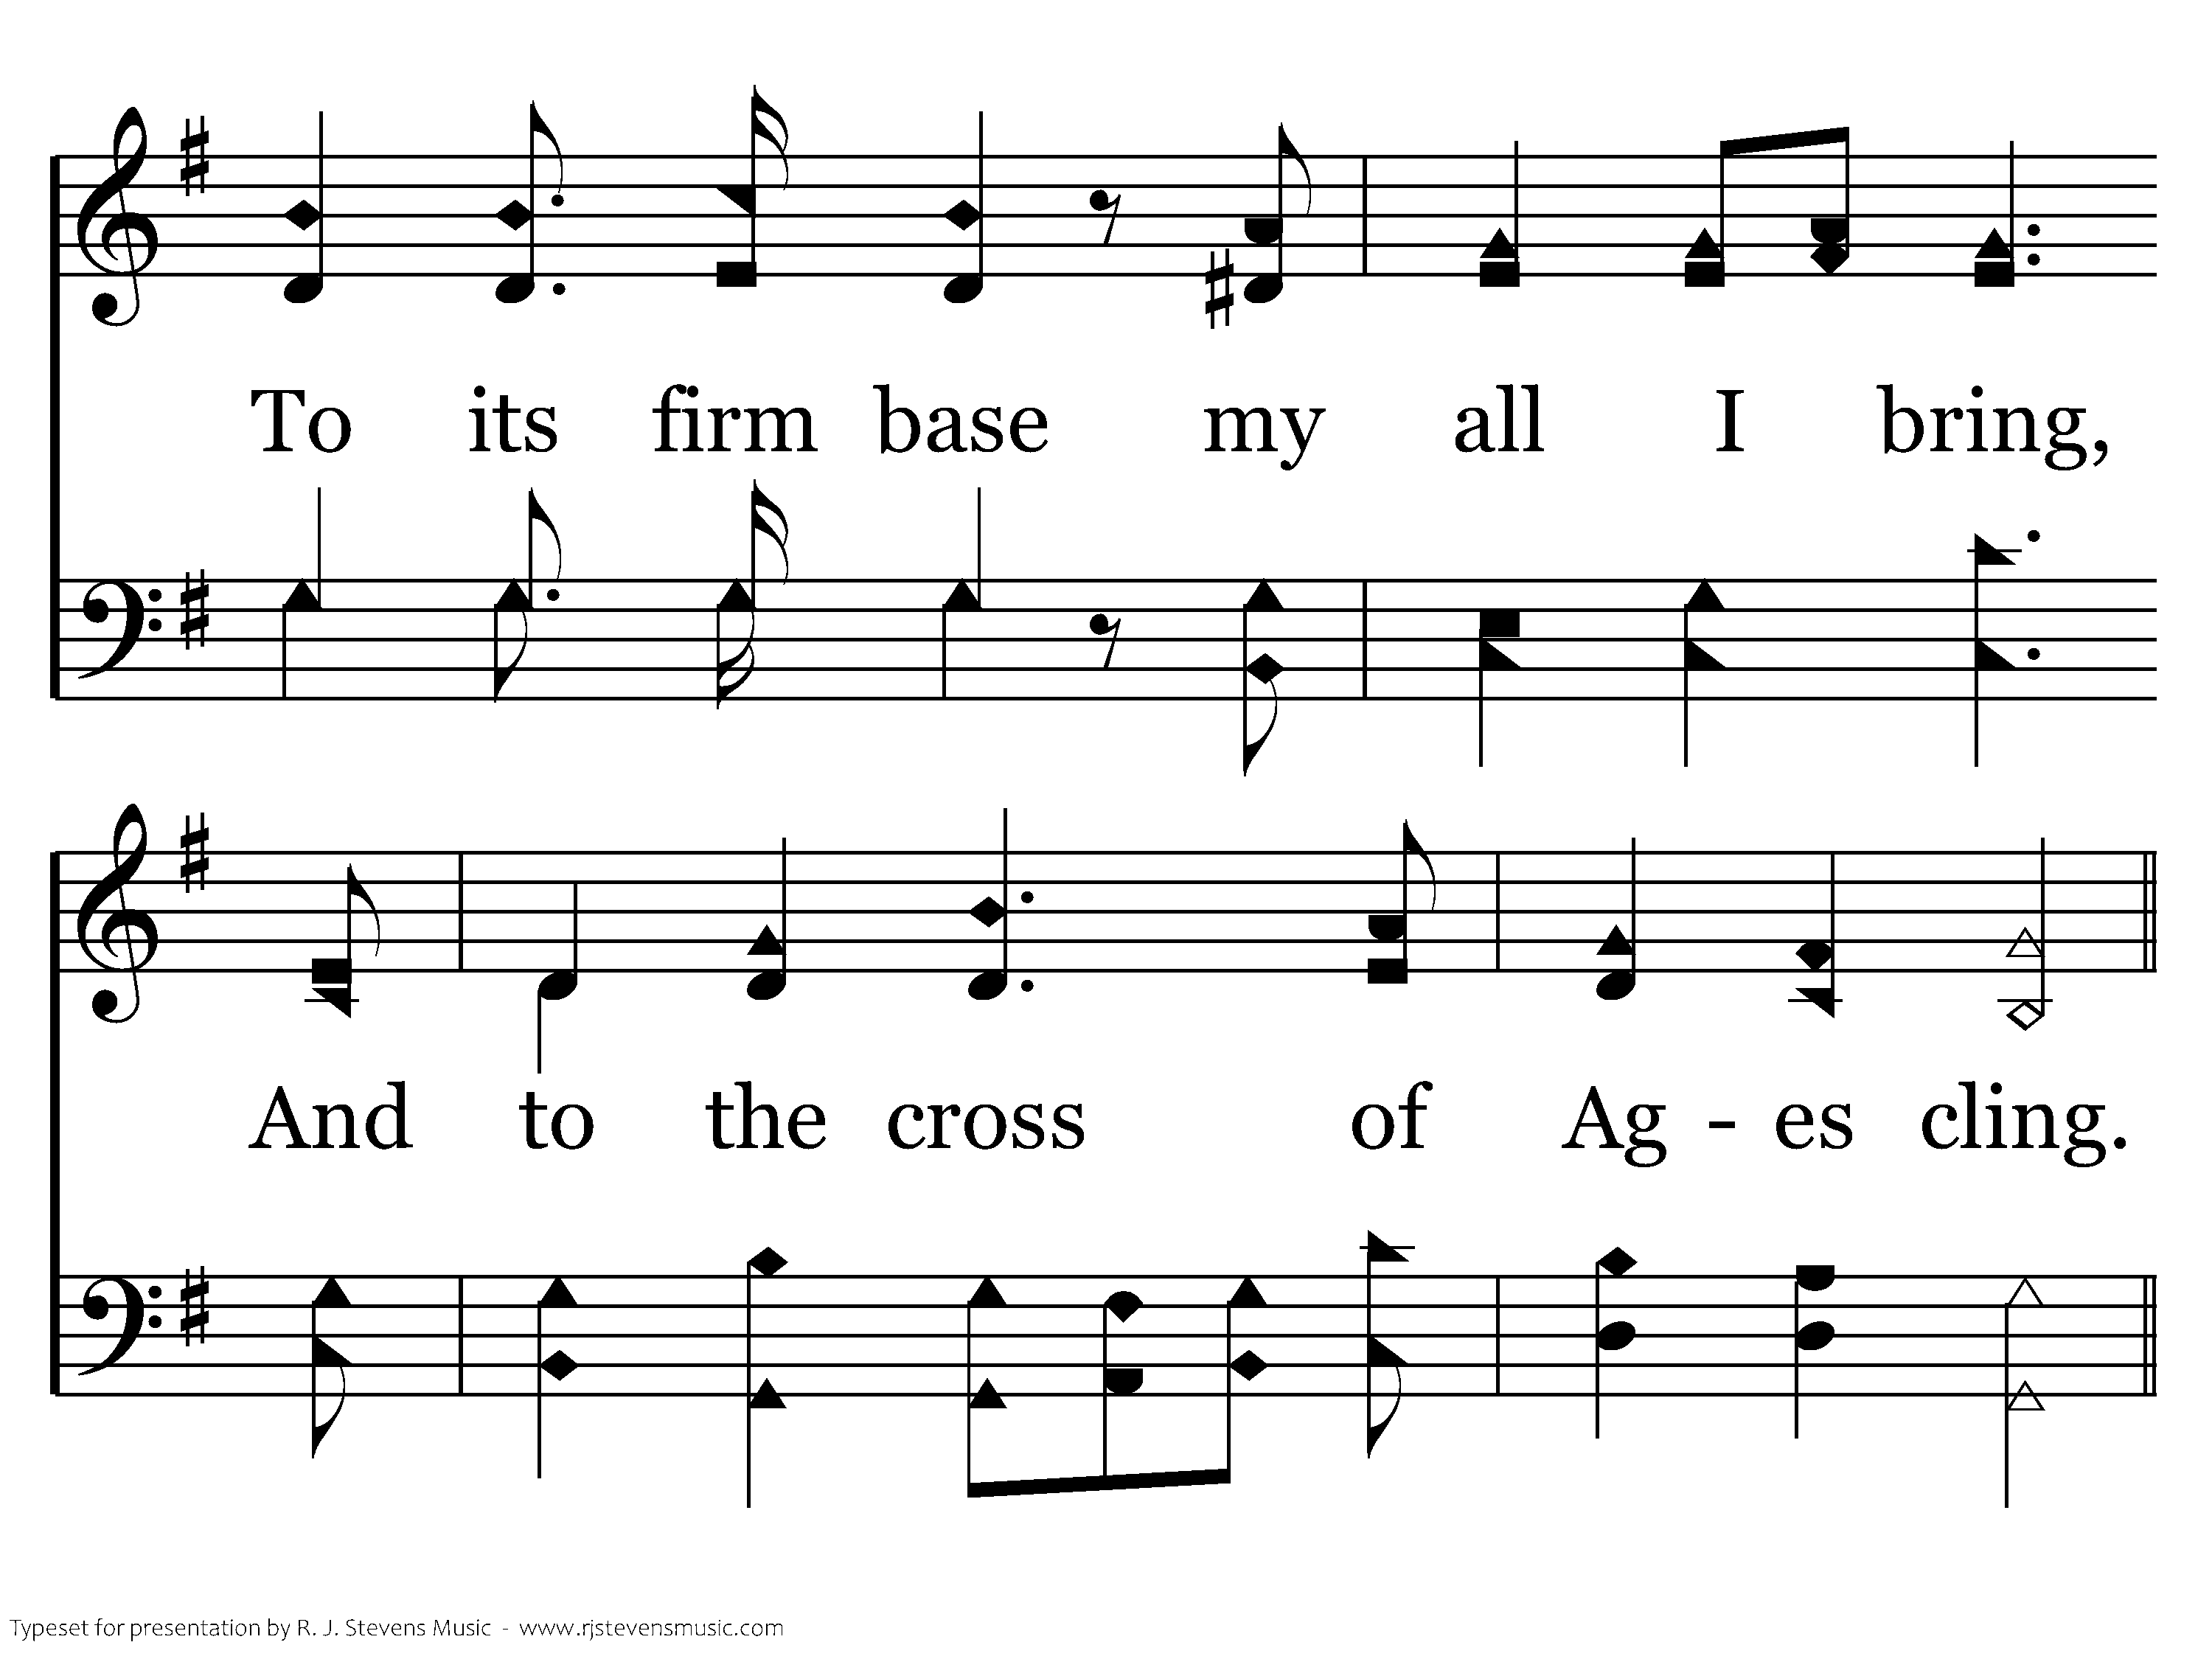 To its firm base my all I bring,
And to the cross of Ag - es cling.
Typeset for presentation by R. J. Stevens Music - www.rjstevensmusic.com